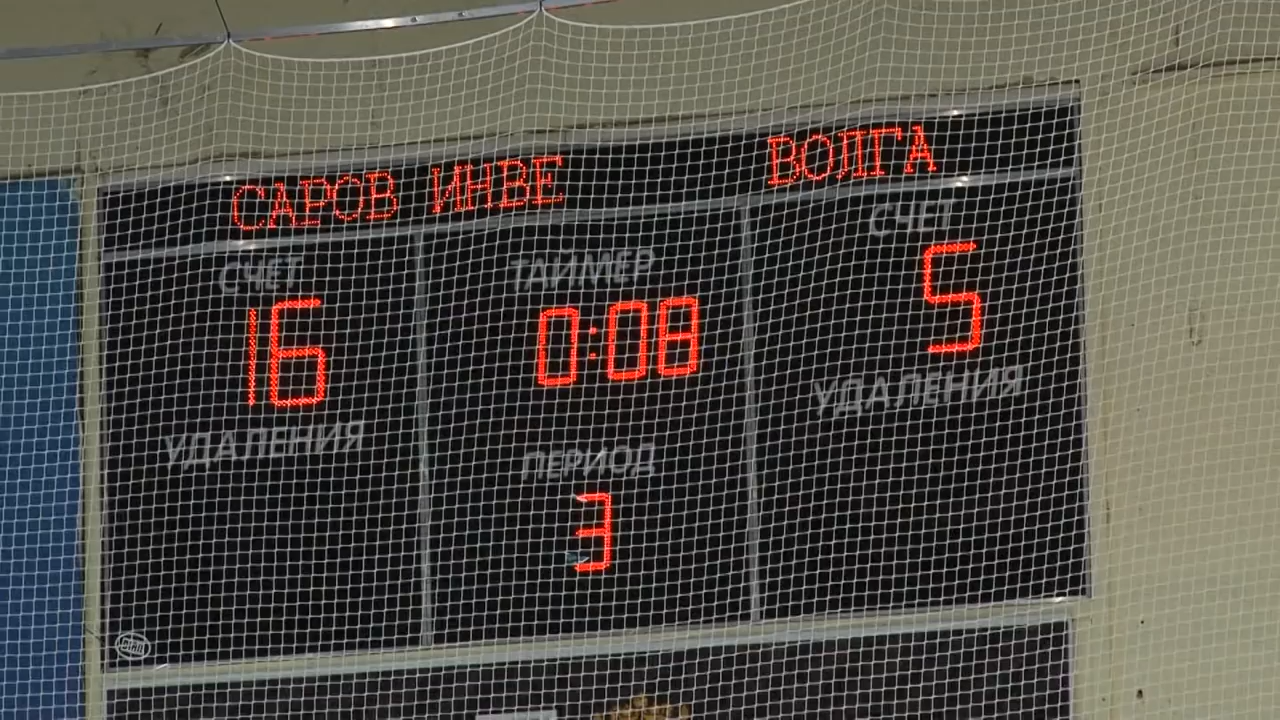 САРОВ ИНВЕ ВОЛГА
СЧЕТ ТАЙМЕР СЧЕТ
16 0:08 5
УДАЛЕНИЯ ПЕРИОД УДАЛЕНИЯ
3